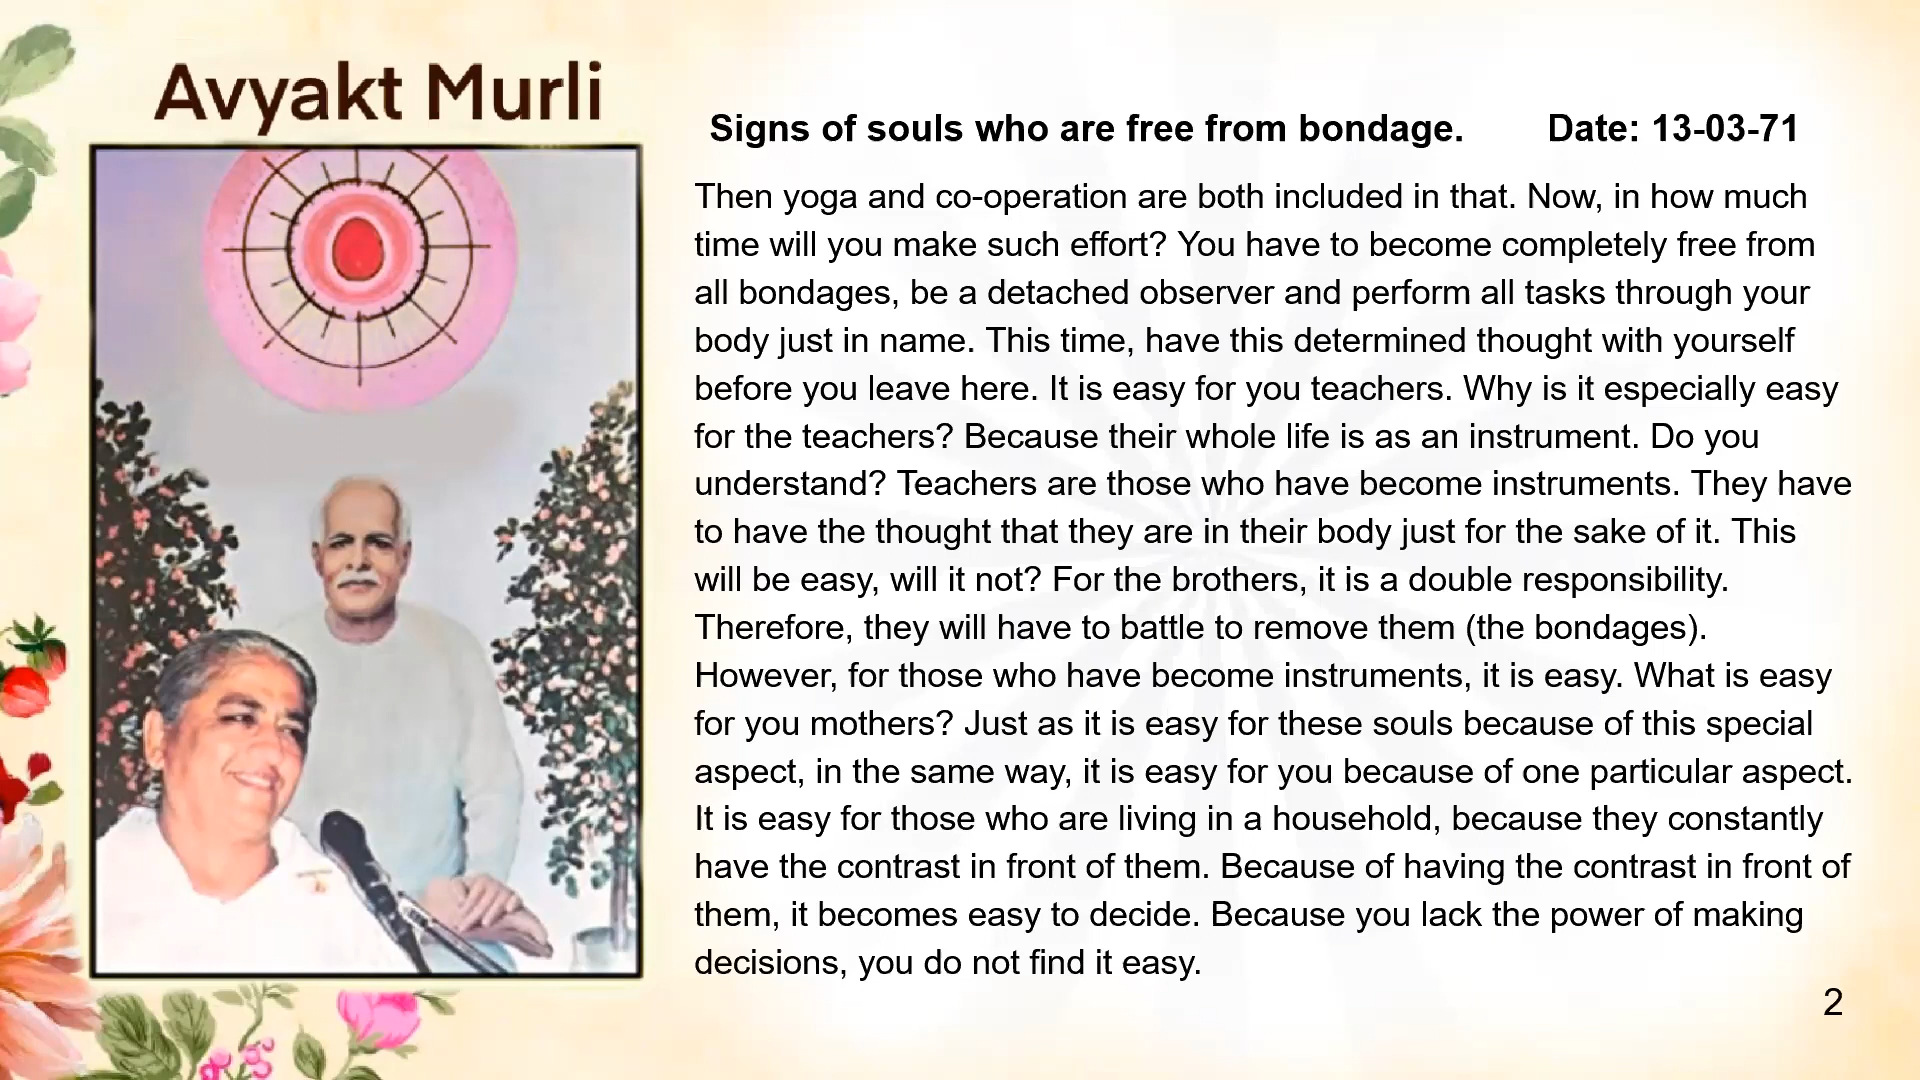 Avyakt Murli
Signs of souls who are free from bondage. Date: 13-03-71
Then yoga and co-operation are both included in that. Now, in how much
time will you make such effort? You have to become completely free from
all bondages, be a detached observer and perform all tasks through your
body just in name. This time, have this determined thought with yourself
before you leave here. It is easy for you teachers. Why is it especially easy
for the teachers? Because their whole life is as an instrument. Do you
understand? Teachers are those who have become instruments. They have
to have the thought that they are in their body just for the sake of it. This
will be easy, will it not? For the brothers, it is a double responsibility.
Therefore, they will have to battle to remove them (the bondages).
However, for those who have become instruments, it is easy. What is easy
for you mothers? Just as it is easy for these souls because of this special
aspect, in the same way, it is easy for you because of one particular aspect.
It is easy for those who are living in a household, because they constantly
have the contrast in front of them. Because of having the contrast in front of
them, it becomes easy to decide. Because you lack the power of making
decisions, you do not find it easy.
2